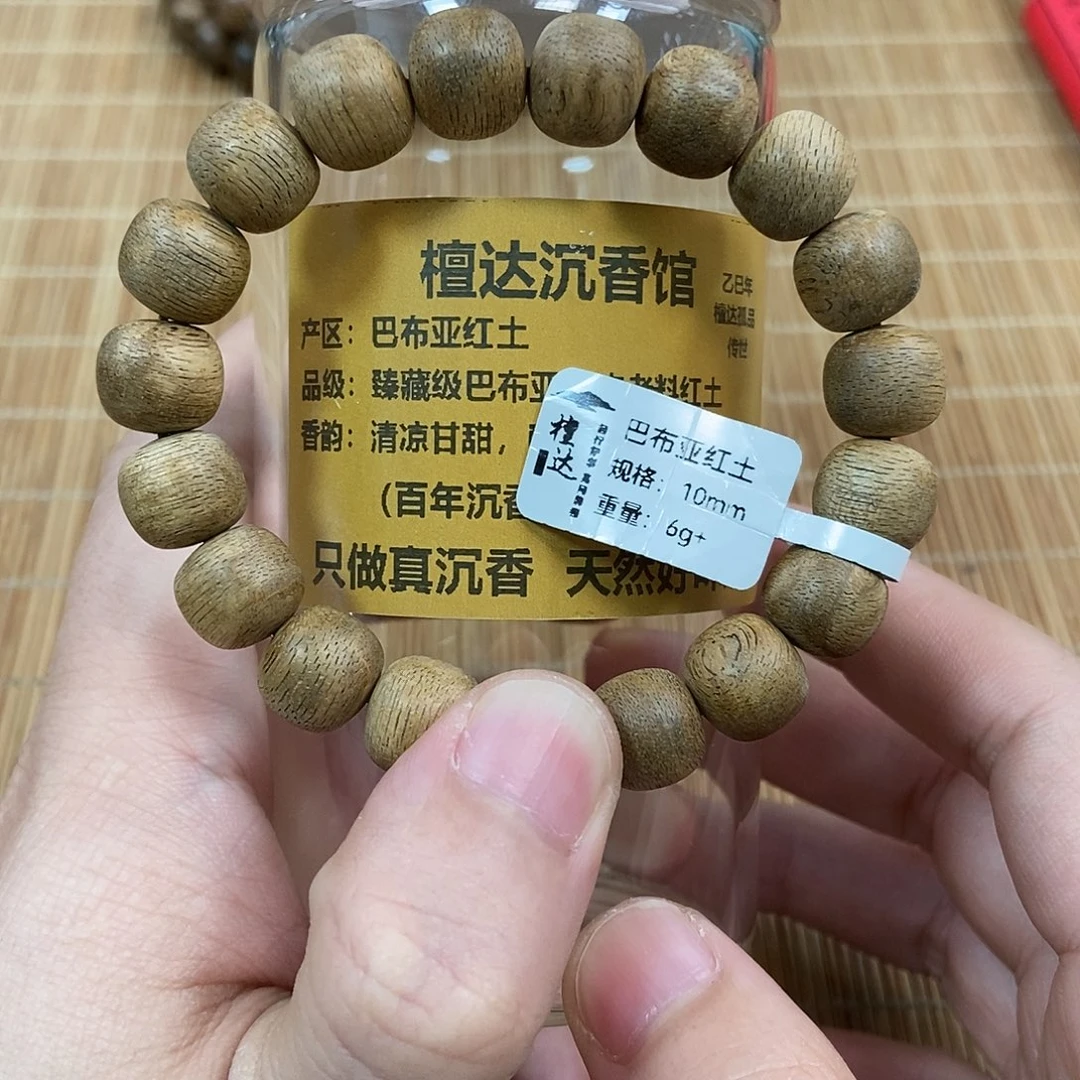 檀达沉香馆
乙巳年
檀达孤品
传世
产区：巴布亚红土
品级：臻藏级巴布亚 老料红土
香韵：清凉甘甜，
（百年沉香
只做真沉香 天然好
檀达
巴布亚红土
规格：10mm
重量：6g+